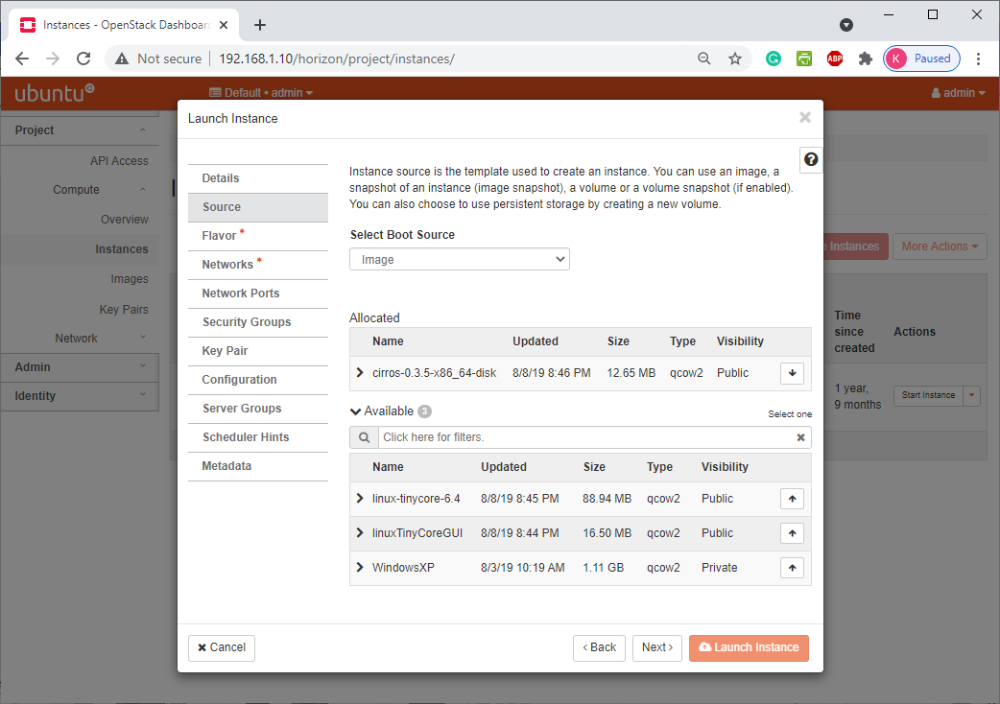 Instances - OpenStack Dashboar
Not secure
192.168.1.10/horizon/project/instances/
ABP
K
Paused
ubuntu
Default • admin
admin
Project
API Access
Compute
Overview
Instances
Images
Key Pairs
Network
Admin
Identity
Launch Instance
Details
Source
Flavor *
Networks *
Network Ports
Security Groups
Key Pair
Configuration
Server Groups
Scheduler Hints
Metadata
Instance source is the template used to create an instance. You can use an image, a
snapshot of an instance (image snapshot), a volume or a volume snapshot (if enabled).
You can also choose to use persistent storage by creating a new volume.
Select Boot Source
Image
Allocated
Name Updated Size Type Visibility
cirros-0.3.5-x86_64-disk 8/8/19 8:46 PM 12.65 MB qcow2 Public
Available 3
Select one
Click here for filters.
Name Updated Size Type Visibility
linux-tinycore-6.4 8/8/19 8:45 PM 88.94 MB qcow2 Public
linuxTinyCoreGUI 8/8/19 8:44 PM 16.50 MB qcow2 Public
WindowsXP 8/3/19 10:19 AM 1.11 GB qcow2 Private
Cancel
Back
Next
Launch Instance
e Instances
More Actions
Time
since
created
Actions
1 year,
9 months
Start Instance